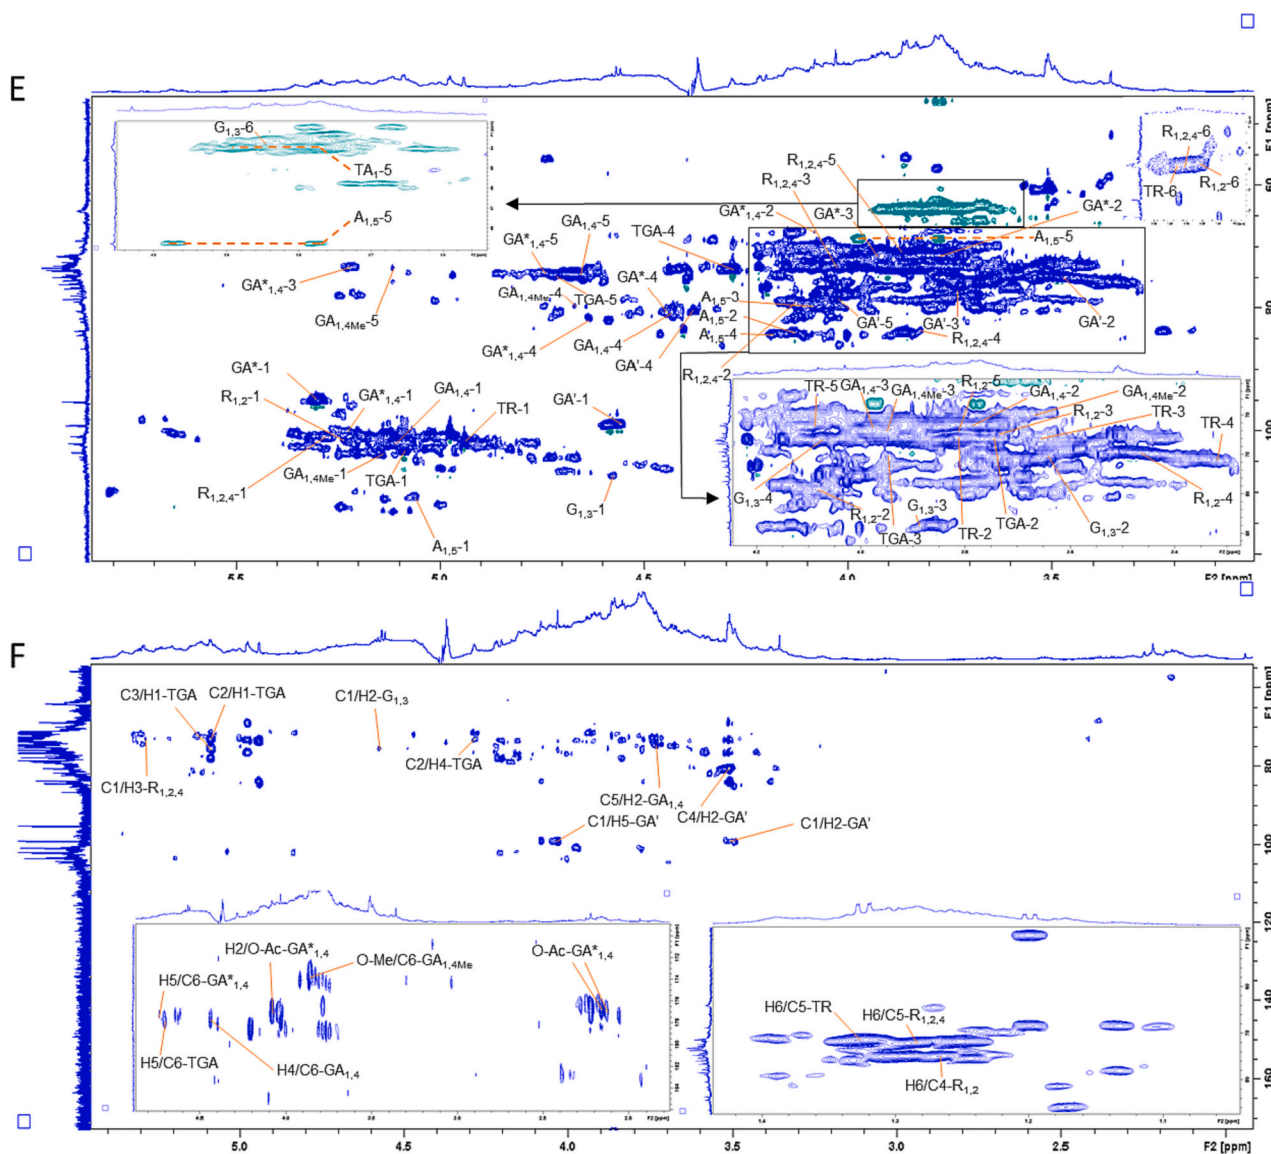 E
F1 [ppm]
G1,3-6
TA1-5
A1,5-5
R1,2,4-6
TR-6
R1,2-6
R1,2,4-5
R1,2,4-3
GA*-2
GA*1,4-2
GA*-3
GA1,4-5
GA*1,4-5
TGA-4
A1,5-5
GA*1,4-3
GA*-4
GA1,4Me-4
TGA-5
A1,5-3
A1,5-2
A1,5-4
GA1,4Me-5
GA'-5
GA'-3
GA'-2
GA*1,4-4
GA1,4-4
GA'-4
R1,2,4-4
R1,2,4-2
GA*-1
R1,2-1
GA*1,4-1
GA1,4-1
TR-1
GA'-1
R1,2,4-1
GA1,4Me-1
TGA-1
G1,3-1
A1,5-1
TR-5
GA1,4-3
GA1,4Me-3
R1,2-5
GA1,4-2
GA1,4Me-2
R1,2-3
TR-3
TR-4
G1,3-4
R1,2-2
G1,3-3
TGA-3
TR-2
TGA-2
G1,3-2
R1,2-4
60
80
100
5.5 5.0 4.5 4.0 3.5 F2 [ppm]
F
F1 [ppm]
C3/H1-TGA
C2/H1-TGA
C1/H2-G1,3
C2/H4-TGA
C1/H3-R1,2,4
C5/H2-GA1,4
C4/H2-GA'
C1/H5-GA'
C1/H2-GA'
80
100
120
140
160
H2/O-Ac-GA*1,4
O-Ac-GA*1,4
H5/C6-GA*1,4
O-Me/C6-GA1,4Me
H5/C6-TGA
H4/C6-GA1,4
H6/C5-TR
H6/C5-R1,2,4
H6/C4-R1,2
1.4 1.3 1.2 1.1
5.0 4.5 4.0 3.5 3.0 2.5 2.0 F2 [ppm]